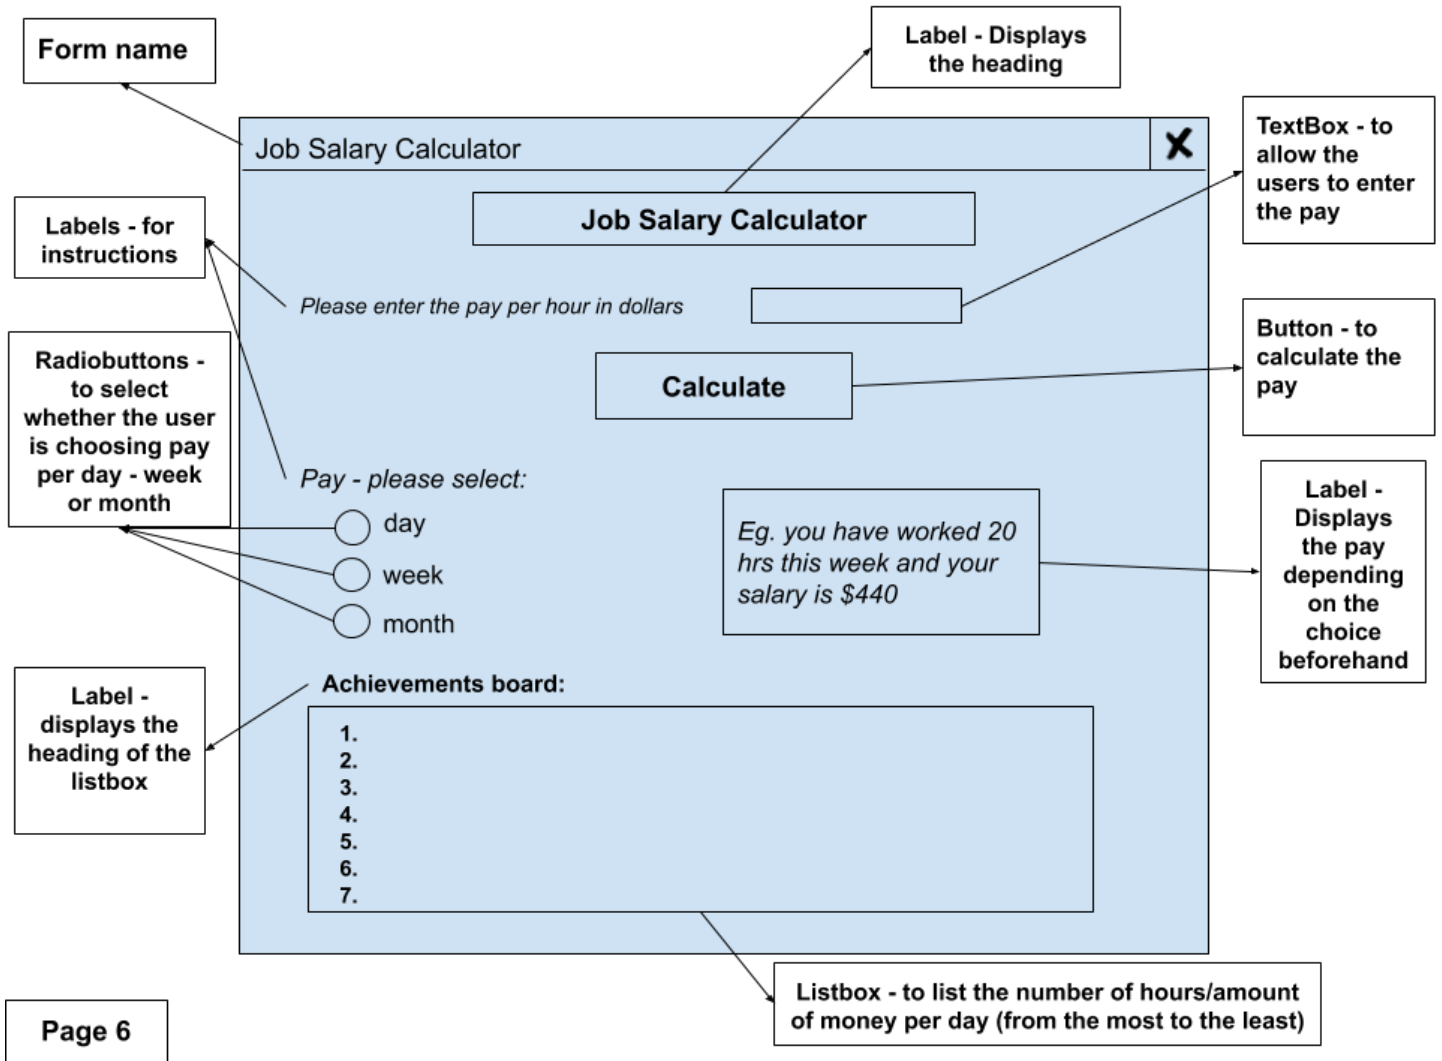 Form name
Label - Displays
the heading
TextBox - to
allow the
users to enter
the pay
Job Salary Calculator
Job Salary Calculator
Labels - for
instructions
Please enter the pay per hour in dollars
Button - to
calculate the
pay
Radiobuttons -
to select
whether the user
is choosing pay
per day - week
or month
Calculate
Pay - please select:
day
week
month
Eg. you have worked 20
hrs this week and your
salary is $440
Label -
Displays
the pay
depending
on the
choice
beforehand
Label -
displays the
heading of the
listbox
Achievements board:
1.
2.
3.
4.
5.
6.
7.
Listbox - to list the number of hours/amount
of money per day (from the most to the least)
Page 6